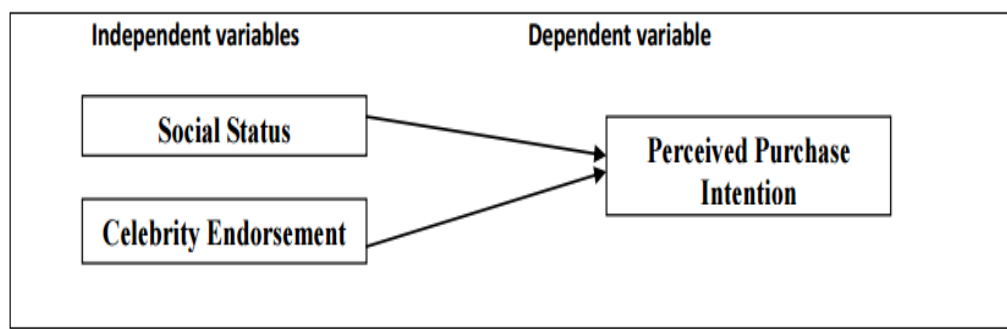 Independent variables
Dependent variable
Social Status
Perceived Purchase
Intention
Celebrity Endorsement